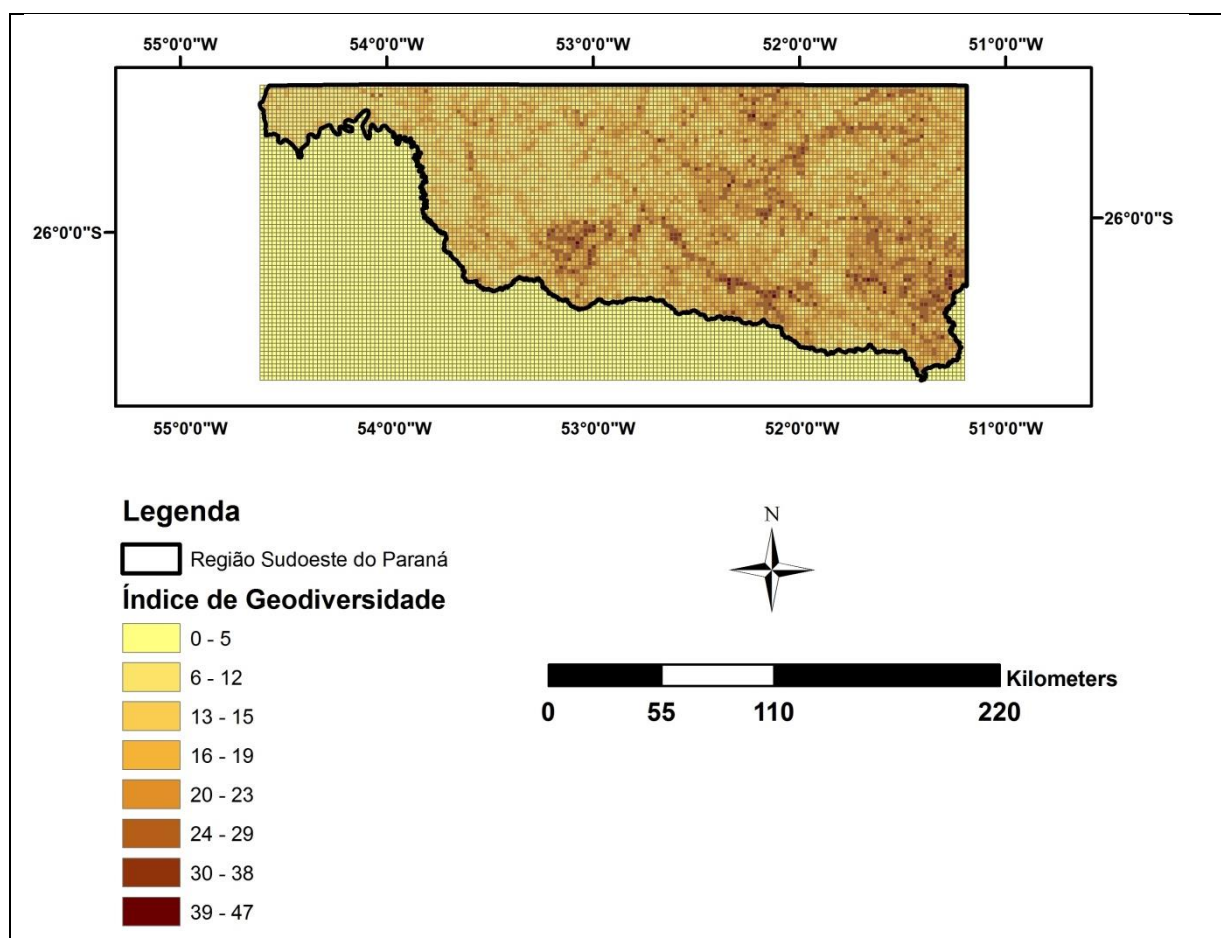 55°0'0"W 54°0'0"W 53°0'0"W 52°0'0"W 51°0'0"W
26°0'0"S 26°0'0"S
55°0'0"W 54°0'0"W 53°0'0"W 52°0'0"W 51°0'0"W
Legenda
Região Sudoeste do Paraná
Índice de Geodiversidade
0 - 5
6 - 12
13 - 15
16 - 19
20 - 23
24 - 29
30 - 38
39 - 47
N
Kilometers
0 55 110 220